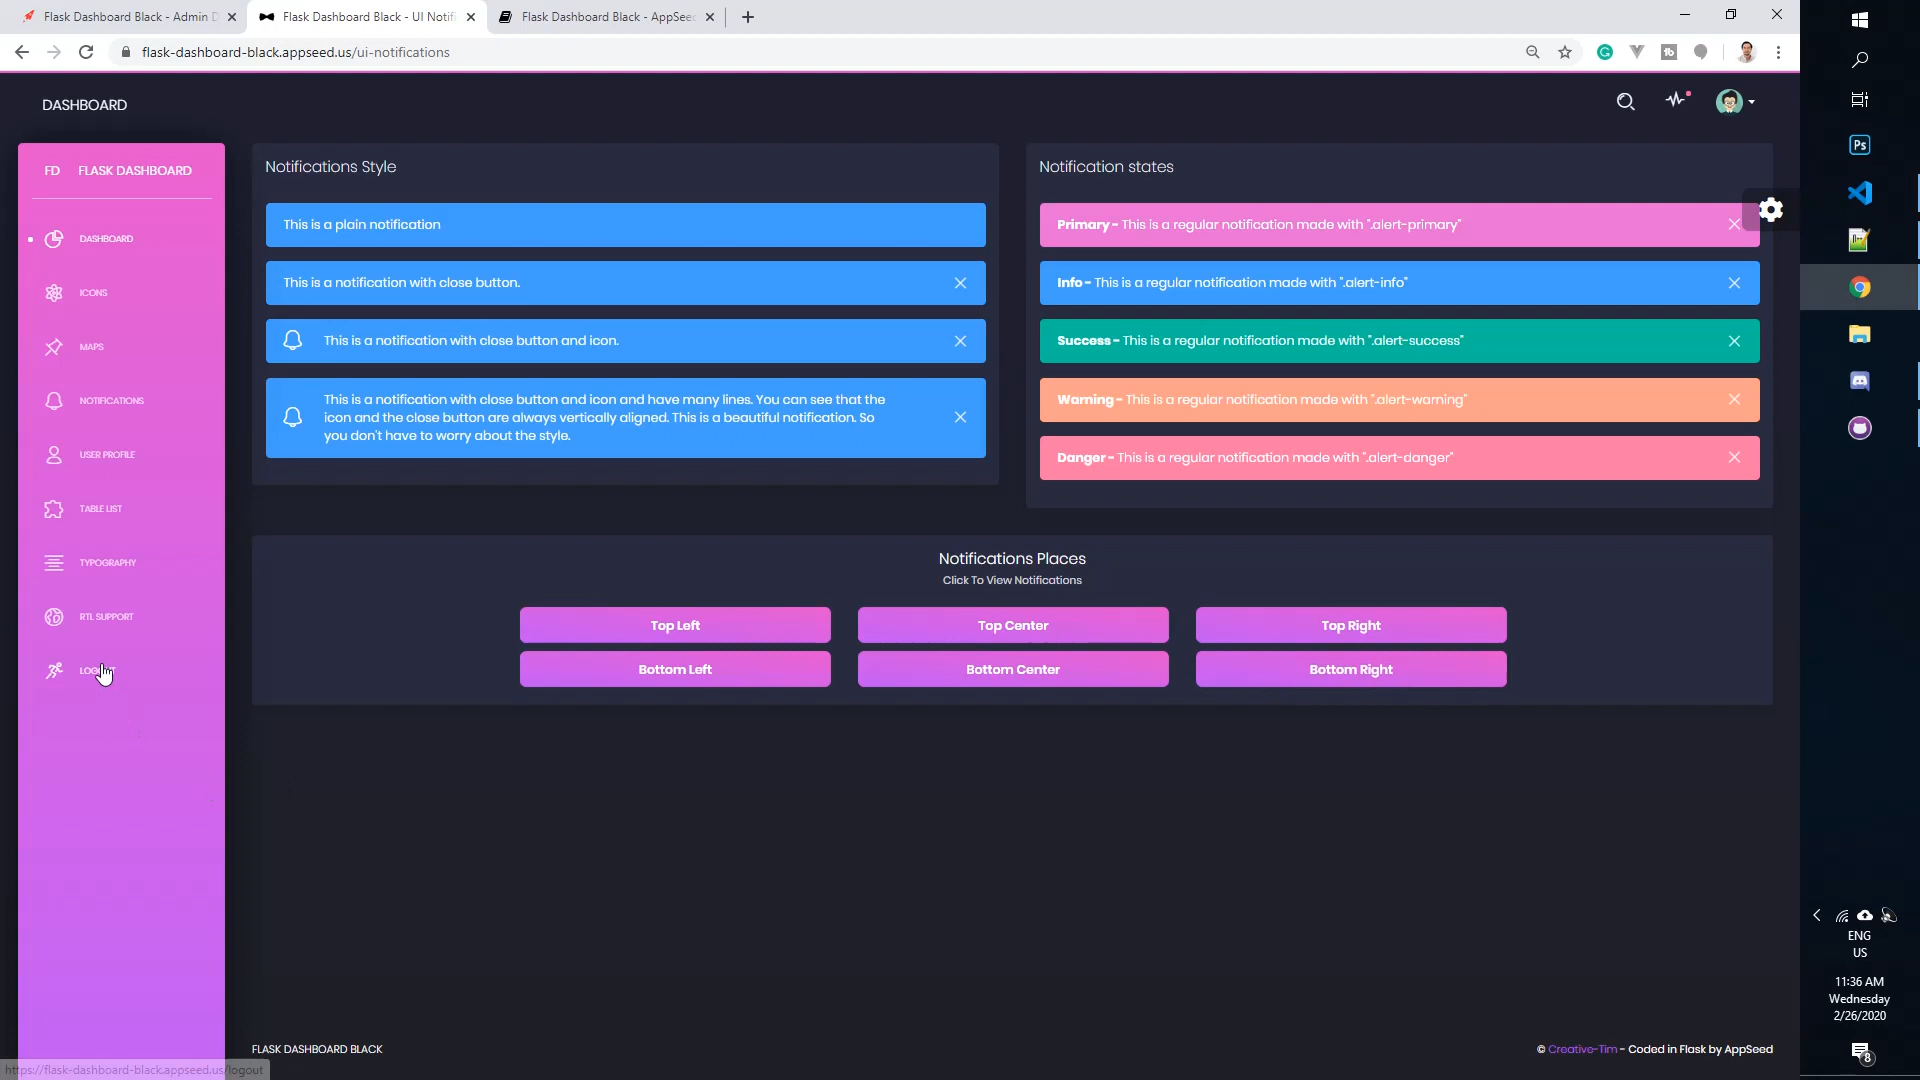 Flask Dashboard Black - Admin D
Flask Dashboard Black - UI Notifi
Flask Dashboard Black - AppSee
flask-dashboard-black.appseed.us/ui-notifications
DASHBOARD
FD FLASK DASHBOARD
DASHBOARD
ICONS
MAPS
NOTIFICATIONS
USER PROFILE
TABLE LIST
TYPOGRAPHY
RTL SUPPORT
Notifications Style
This is a plain notification
This is a notification with close button.
This is a notification with close button and icon.
This is a notification with close button and icon and have many lines. You can see that the
icon and the close button are always vertically aligned. This is a beautiful notification. So
you don't have to worry about the style.
Notification states
Primary - This is a regular notification made with ".alert-primary"
Info - This is a regular notification made with ".alert-info"
Success - This is a regular notification made with ".alert-success"
Warning - This is a regular notification made with ".alert-warning"
Danger - This is a regular notification made with ".alert-danger"
Notifications Places
Click To View Notifications
Top Left
Top Center
Top Right
Bottom Left
Bottom Center
Bottom Right
FLASK DASHBOARD BLACK
© Creative-Tim - Coded in Flask by AppSeed
https://flask-dashboard-black.appseed.us/logout
Ps
ENG
US
11:36 AM
Wednesday
2/26/2020
8